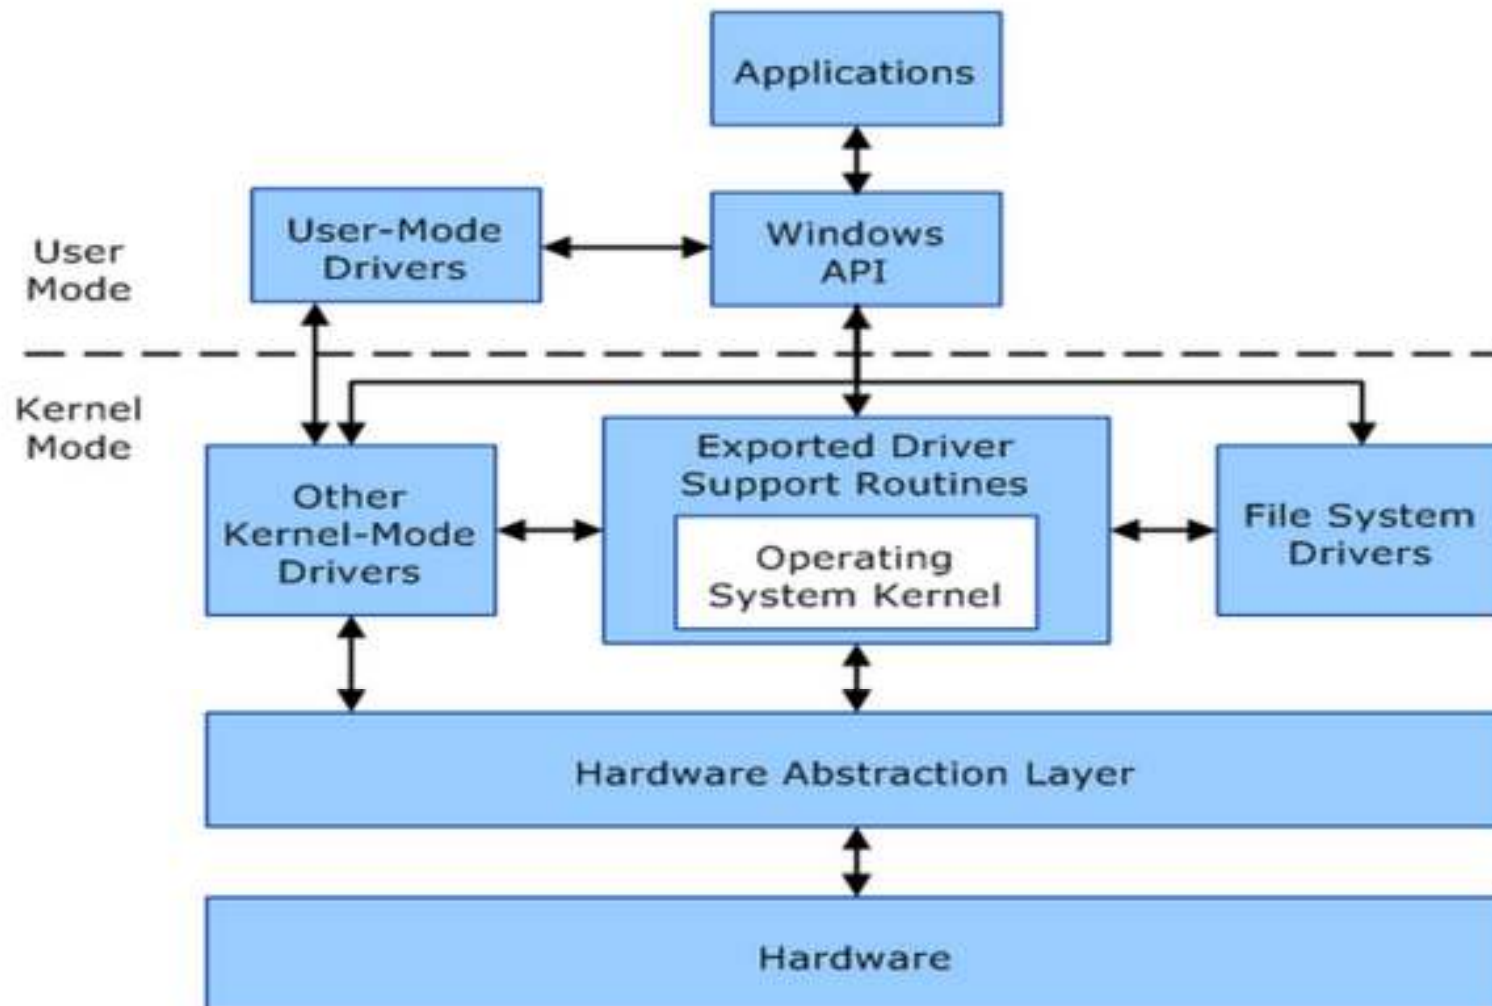 Applications
User-Mode
Drivers
Windows
API
User
Mode
Kernel
Mode
Other
Kernel-Mode
Drivers
Exported Driver
Support Routines
Operating
System Kernel
File System
Drivers
Hardware Abstraction Layer
Hardware